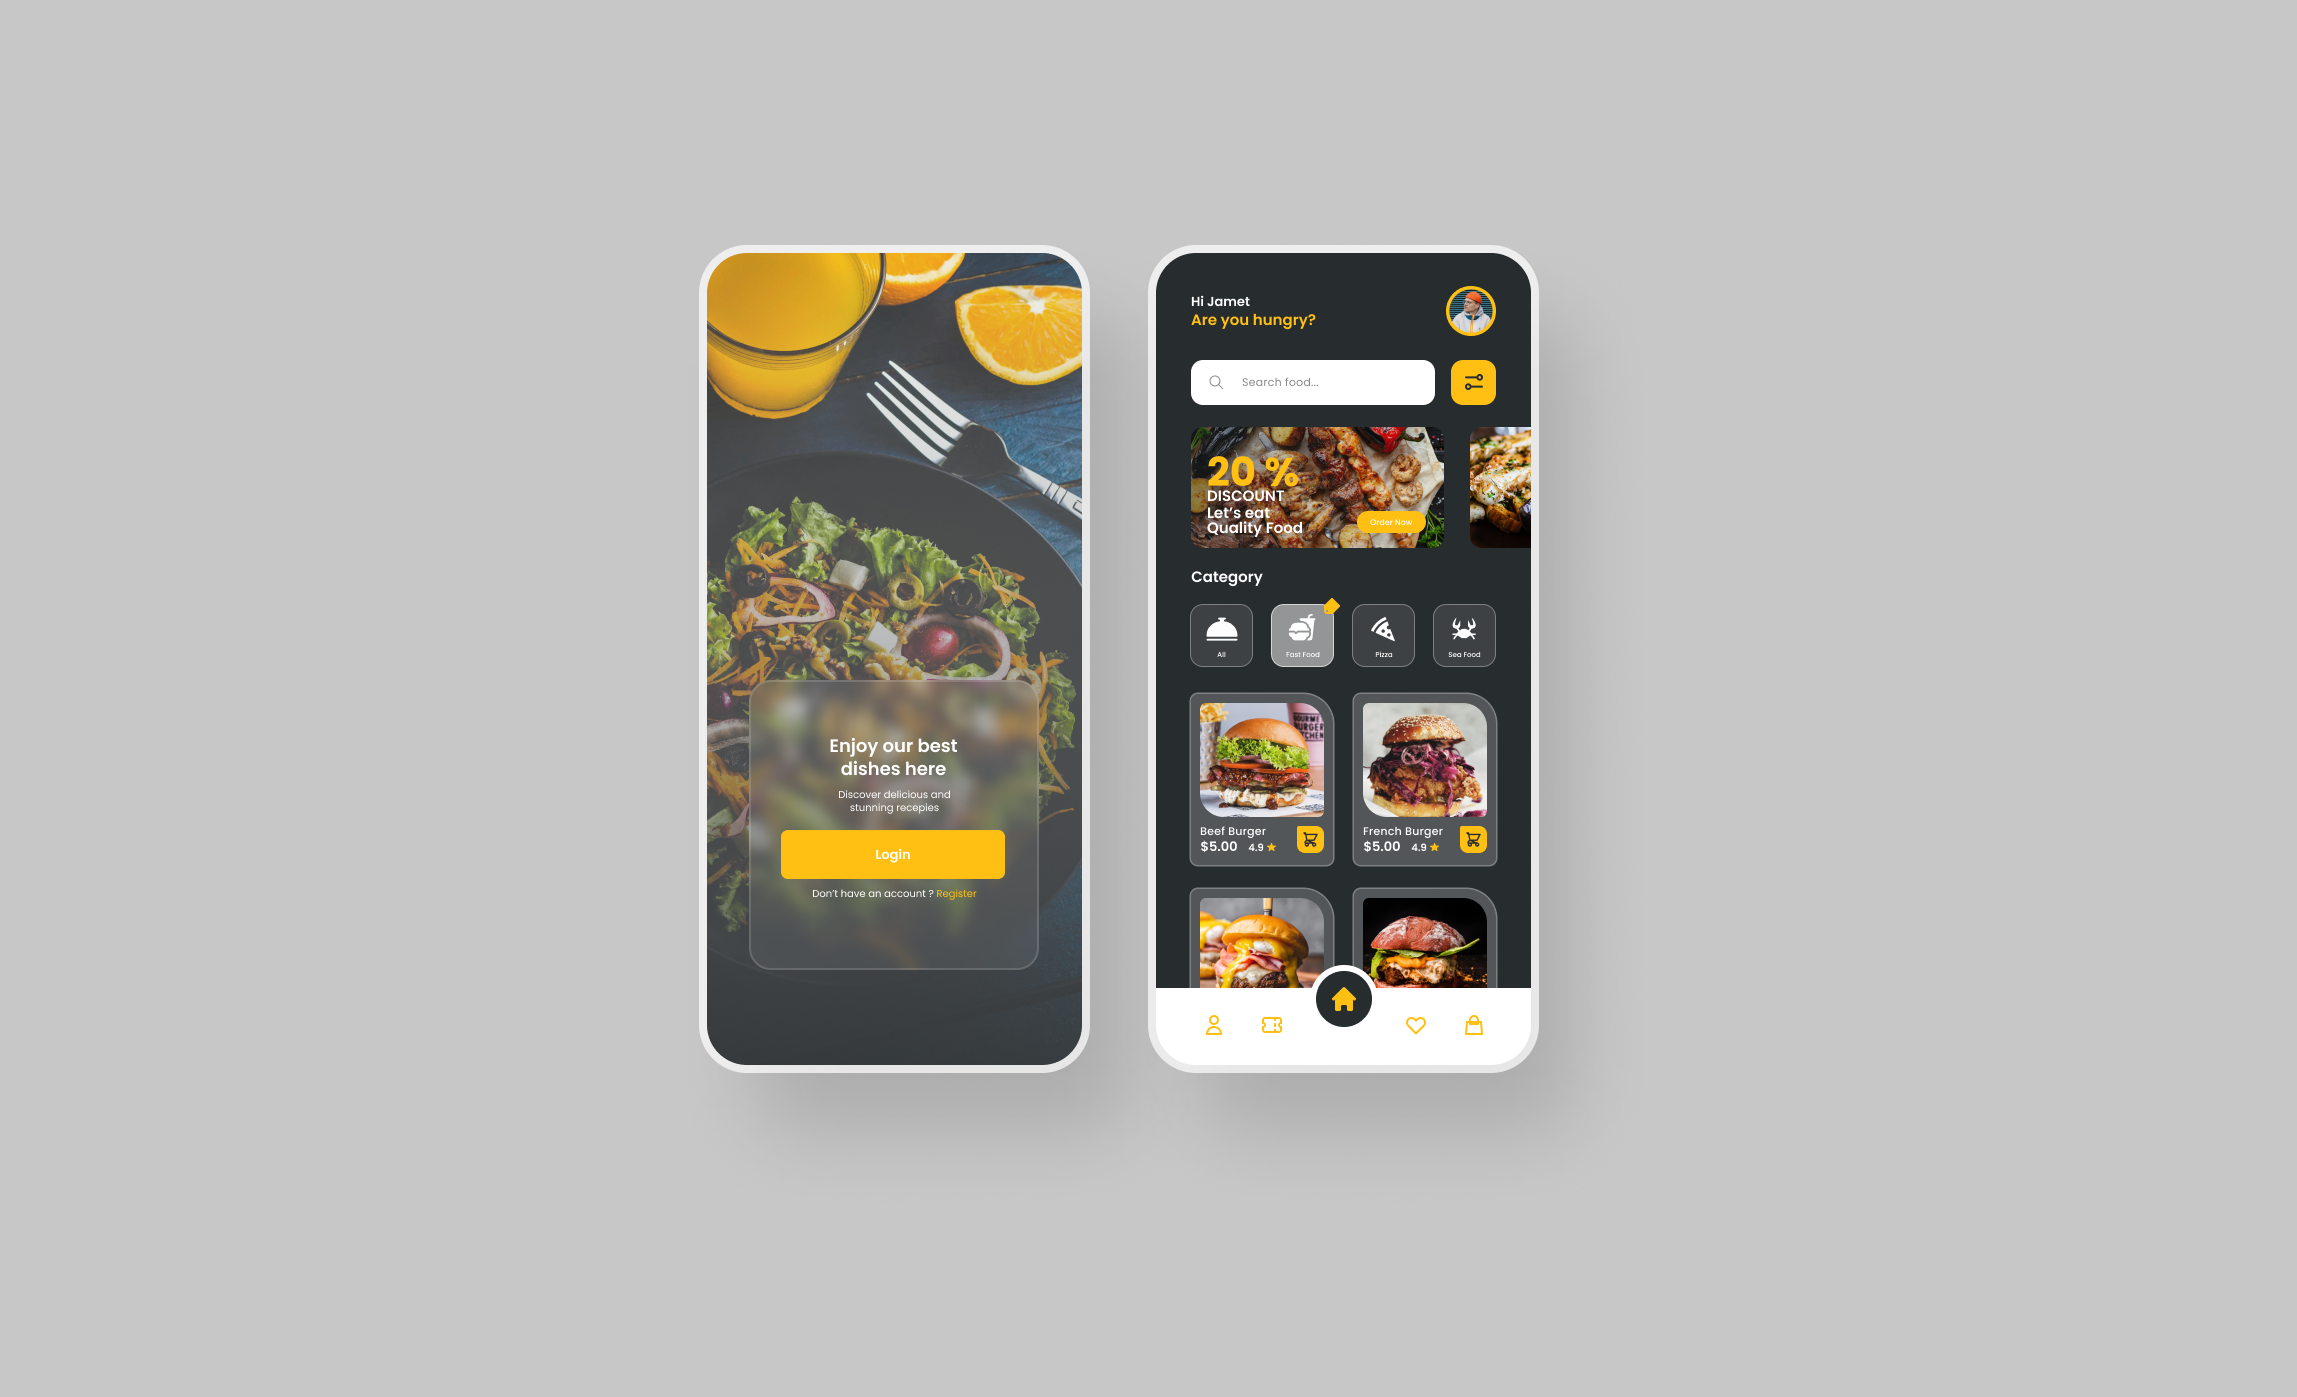 Enjoy our best
dishes here
Discover delicious and
stunning recepies
Login
Don't have an account ? Register
Hi Jamet
Are you hungry?
Search food...
20 %
DISCOUNT
Let's eat
Quality Food
Order Now
Category
All
Fast Food
Pizza
Sea Food
BURGER
Beef Burger
$5.00 4.9
French Burger
$5.00 4.9